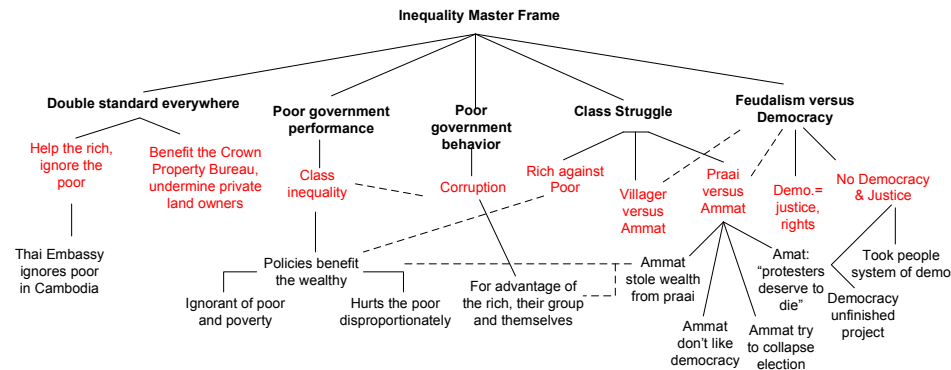 Inequality Master Frame
Double standard everywhere
Poor government
performance
Poor
government
behavior
Class Struggle
Feudalism versus
Democracy
Help the rich,
ignore the
poor
Benefit the Crown
Property Bureau,
undermine private
land owners
Class
inequality
Corruption
Rich against
Poor
Villager
versus
Ammat
Praai
versus
Ammat
Demo.=
justice,
rights
No Democracy
& Justice
Thai Embassy
ignores poor
in Cambodia
Policies benefit
the wealthy
Ignorant of poor
and poverty
Hurts the poor
disproportionately
For advantage of
the rich, their group
and themselves
Ammat
stole wealth
from praai
Ammat
don't like
democracy
Ammat try
to collapse
election
Amat:
“protesters
deserve to
die”
Democracy
unfinished
project
Took people
system of demo